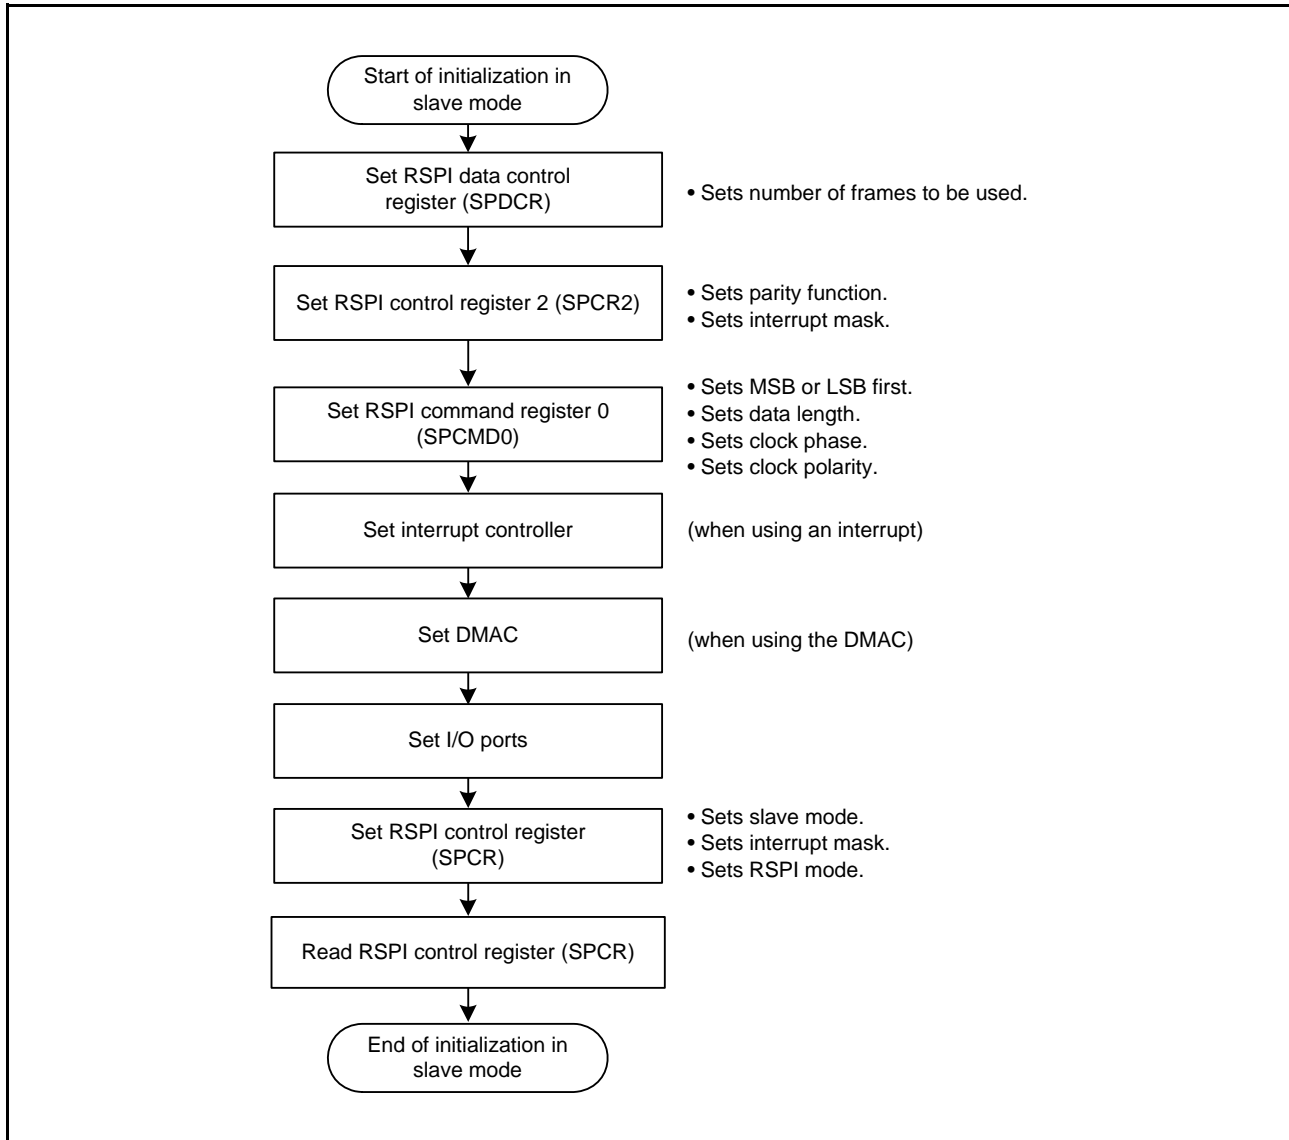 Start of initialization in
slave mode
Set RSPI data control
register (SPDCR)
• Sets number of frames to be used.
Set RSPI control register 2 (SPCR2)
• Sets parity function.
• Sets interrupt mask.
Set RSPI command register 0
(SPCMD0)
• Sets MSB or LSB first.
• Sets data length.
• Sets clock phase.
• Sets clock polarity.
Set interrupt controller
(when using an interrupt)
Set DMAC
(when using the DMAC)
Set I/O ports
Set RSPI control register
(SPCR)
• Sets slave mode.
• Sets interrupt mask.
• Sets RSPI mode.
Read RSPI control register (SPCR)
End of initialization in
slave mode